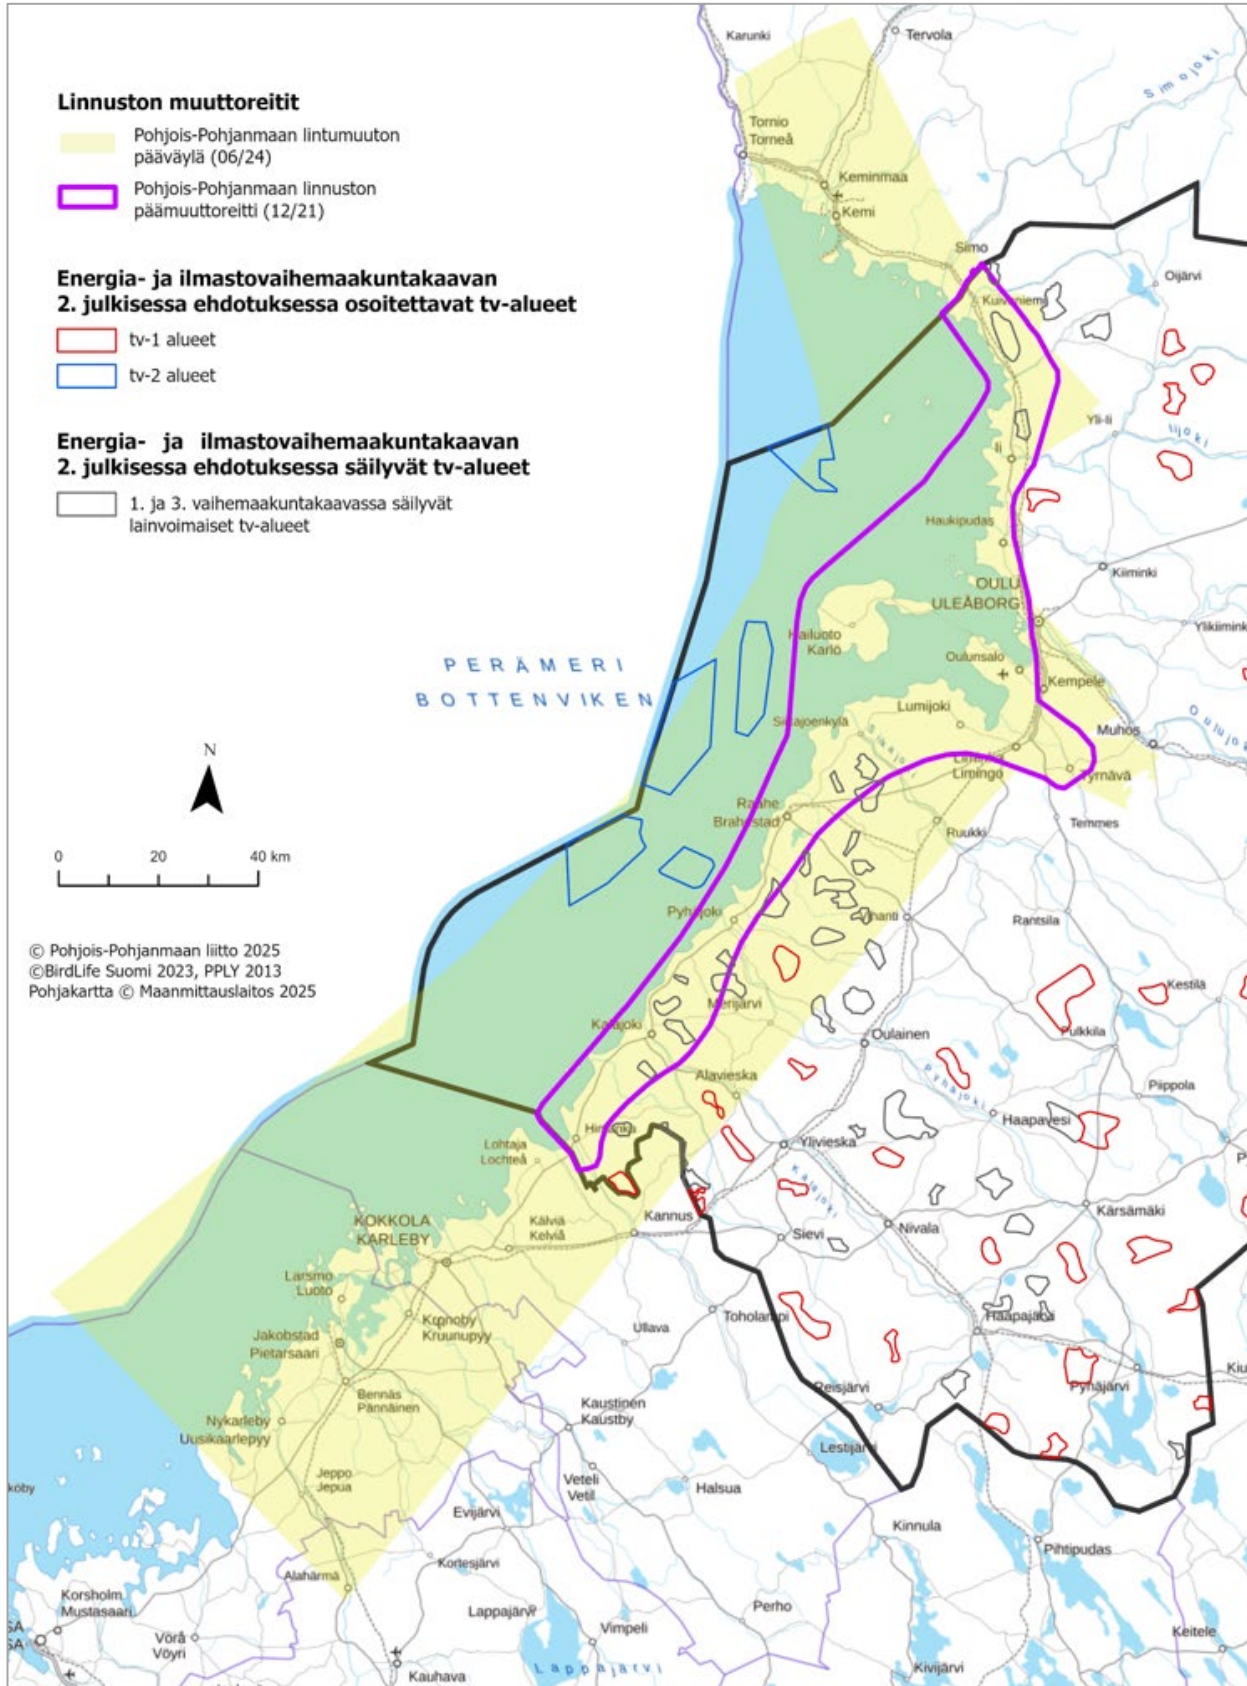 Linnuston muuttoreitit
Pohjois-Pohjanmaan lintumuuton
pääväylä (06/24)
Pohjois-Pohjanmaan linnuston
päämuuttoreitti (12/21)
Energia- ja ilmastovaihemaakuntakaavan
2. julkisessa ehdotuksessa osoitettavat tv-alueet
tv-1 alueet
tv-2 alueet
Energia- ja ilmastovaihemaakuntakaavan
2. julkisessa ehdotuksessa säilyvät tv-alueet
1. ja 3. vaihemaakuntakaavassa säilyvät
lainvoimaiset tv-alueet
N
0 20 40 km
© Pohjois-Pohjanmaan liitto 2025
©BirdLife Suomi 2023, PPLY 2013
Pohjakartta © Maanmittauslaitos 2025
PERÄMERI
BOTTENVIKEN
Karunki
Tervola
Simojoki
Tornio
Torneå
Keminmaa
Kemi
Simo
Oijärvi
Kuivaniemi
Yli-Ii
Iijoki
Ii
Haukipudas
Kiiminki
OULU
ULEÅBORG
Hailuoto
Karlö
Oulunsalo
Kempele
Lumijoki
Muhos
Oulujoki
Siikajoenkylä
Siikajoki
Liminka
Limingo
Tyrnävä
Raahe
Brahestad
Ruukki
Temmes
Pyhäjoki
Vihanti
Rantsila
Merijärvi
Kestilä
Kalajoki
Oulainen
Pulkkila
Alavieska
Pyhäjoki
Piippola
Haapavesi
Himanka
Ylivieska
Lohtaja
Lochteå
Kalajoki
Kärsämäki
KOKKOLA
KARLEBY
Kälviä
Kelviå
Kannus
Sievi
Nivala
Larsmo
Luoto
Kronoby
Kruunupyy
Toholampi
Haapajärvi
Ullava
Jakobstad
Pietarsaari
Reisjärvi
Pyhäjärvi
Bennäs
Pännäinen
Kaustinen
Kaustby
Nykarleby
Uusikaarlepyy
Lestijärvi
Jeppo
Jepua
Veteli
Vetil
Halsua
Evijärvi
Kinnula
Pihtipudas
Kortesjärvi
Alahärmä
Korsholm
Mustasaari
Lappajärvi
Vimpeli
Perho
Keitele
Vörå
Vöyri
Kauhava
Lappajärvi
Kivijärvi